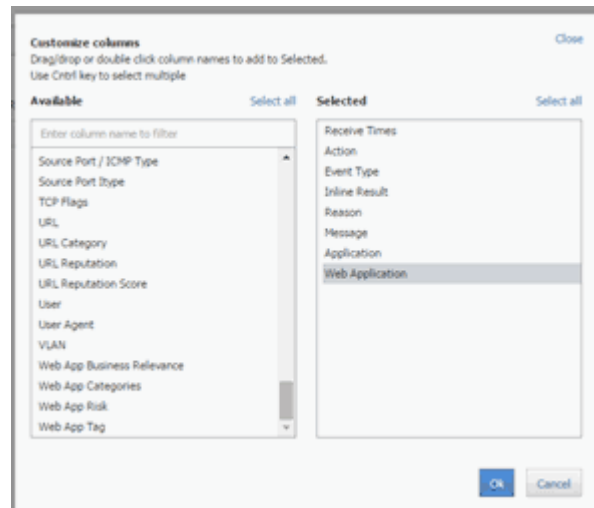 Customize columns
Close
Drag/drop or double click column names to add to Selected.
Use Cntrl key to select multiple
Available
Select all
Selected
Select all
Enter column name to filter
Source Port / ICMP Type
Source Port Itype
TCP Flags
URL
URL Category
URL Reputation
URL Reputation Score
User
User Agent
VLAN
Web App Business Relevance
Web App Categories
Web App Risk
Web App Tag
Receive Times
Action
Event Type
Inline Result
Reason
Message
Application
Web Application
Ok
Cancel